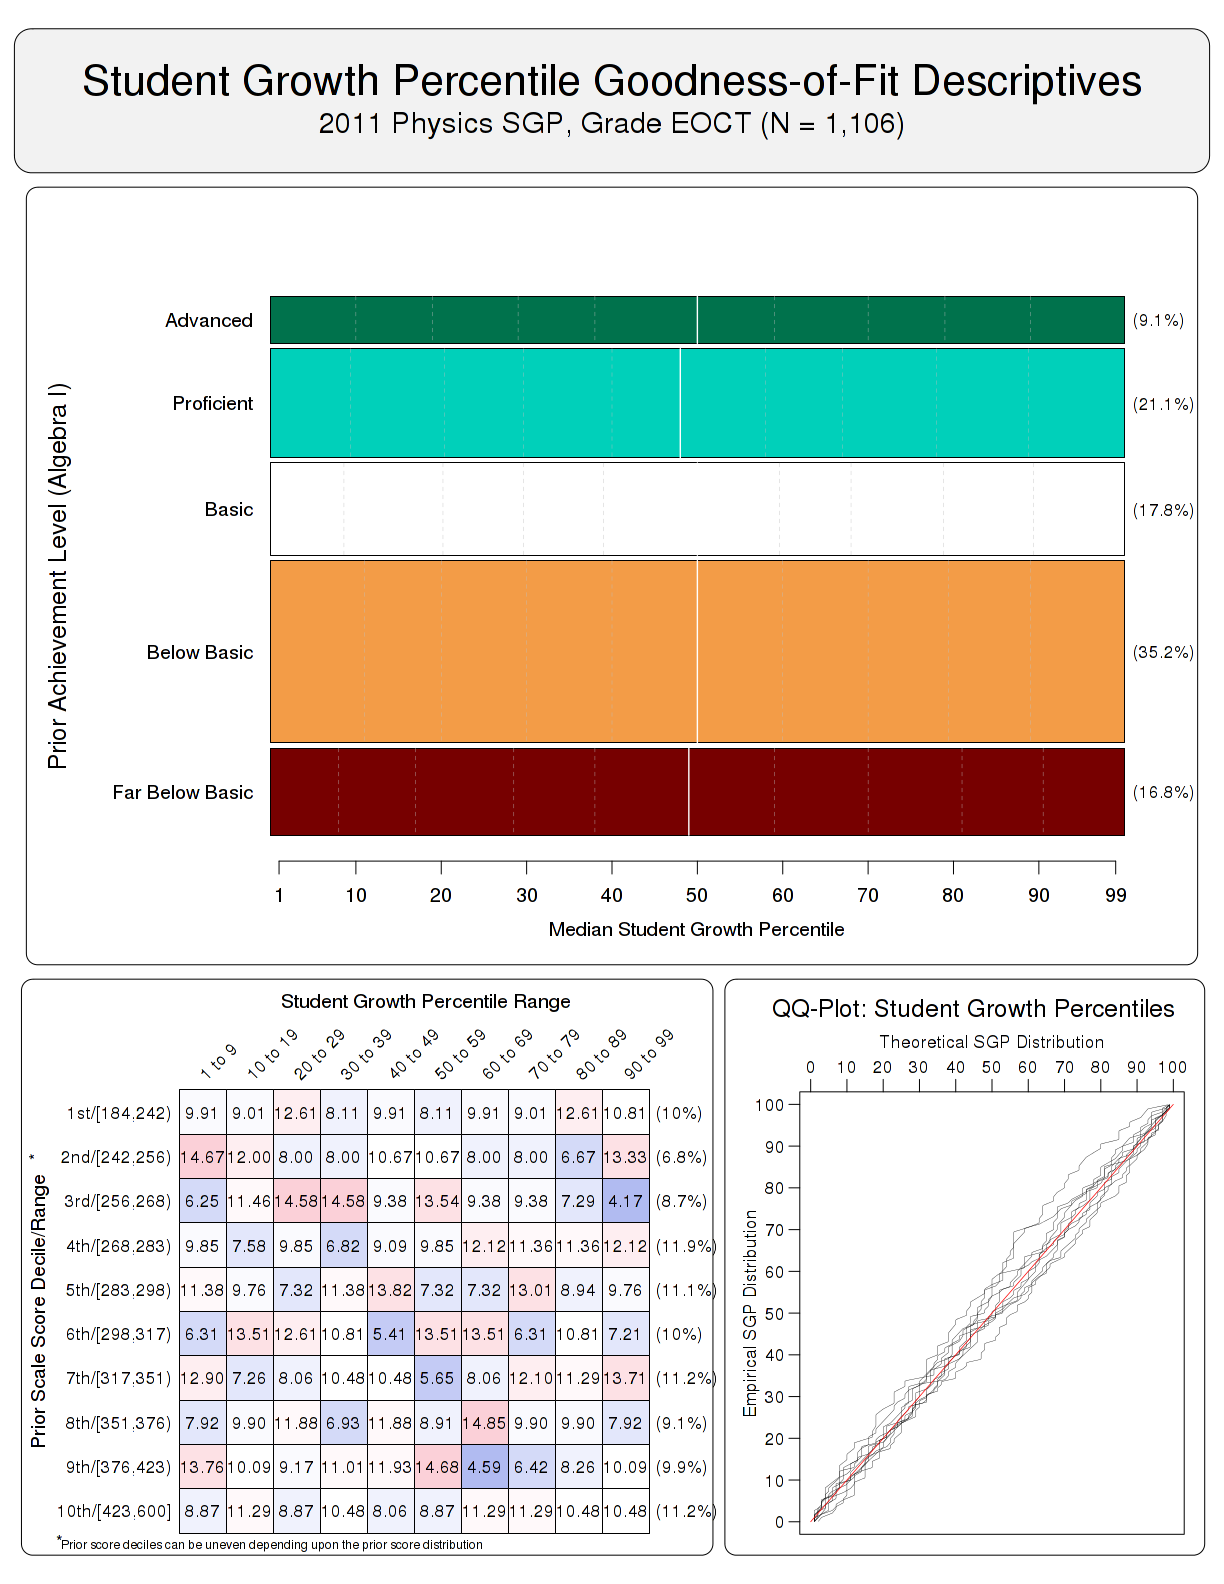 Student Growth Percentile Goodness-of-Fit Descriptives
2011 Physics SGP, Grade EOCT (N = 1,106)
Prior Achievement Level (Algebra I)
Advanced (9.1%)
Proficient (21.1%)
Basic (17.8%)
Below Basic (35.2%)
Far Below Basic (16.8%)
1 10 20 30 40 50 60 70 80 90 99
Median Student Growth Percentile
Student Growth Percentile Range
1 to 9 10 to 19 20 to 29 30 to 39 40 to 49 50 to 59 60 to 69 70 to 79 80 to 89 90 to 99
Prior Scale Score Decile/Range *
1st/[184,242) 9.91 9.01 12.61 8.11 9.91 8.11 9.91 9.01 12.61 10.81 (10%)
2nd/[242,256) 14.67 12.00 8.00 8.00 10.67 10.67 8.00 8.00 6.67 13.33 (6.8%)
3rd/[256,268) 6.25 11.46 14.58 14.58 9.38 13.54 9.38 9.38 7.29 4.17 (8.7%)
4th/[268,283) 9.85 7.58 9.85 6.82 9.09 9.85 12.12 11.36 11.36 12.12 (11.9%)
5th/[283,298) 11.38 9.76 7.32 11.38 13.82 7.32 7.32 13.01 8.94 9.76 (11.1%)
6th/[298,317) 6.31 13.51 12.61 10.81 5.41 13.51 13.51 6.31 10.81 7.21 (10%)
7th/[317,351) 12.90 7.26 8.06 10.48 10.48 5.65 8.06 12.10 11.29 13.71 (11.2%)
8th/[351,376) 7.92 9.90 11.88 6.93 11.88 8.91 14.85 9.90 9.90 7.92 (9.1%)
9th/[376,423) 13.76 10.09 9.17 11.01 11.93 14.68 4.59 6.42 8.26 10.09 (9.9%)
10th/[423,600] 8.87 11.29 8.87 10.48 8.06 8.87 11.29 11.29 10.48 10.48 (11.2%)
*Prior score deciles can be uneven depending upon the prior score distribution
QQ-Plot: Student Growth Percentiles
Theoretical SGP Distribution
0 10 20 30 40 50 60 70 80 90 100
Empirical SGP Distribution
100
90
80
70
60
50
40
30
20
10
0